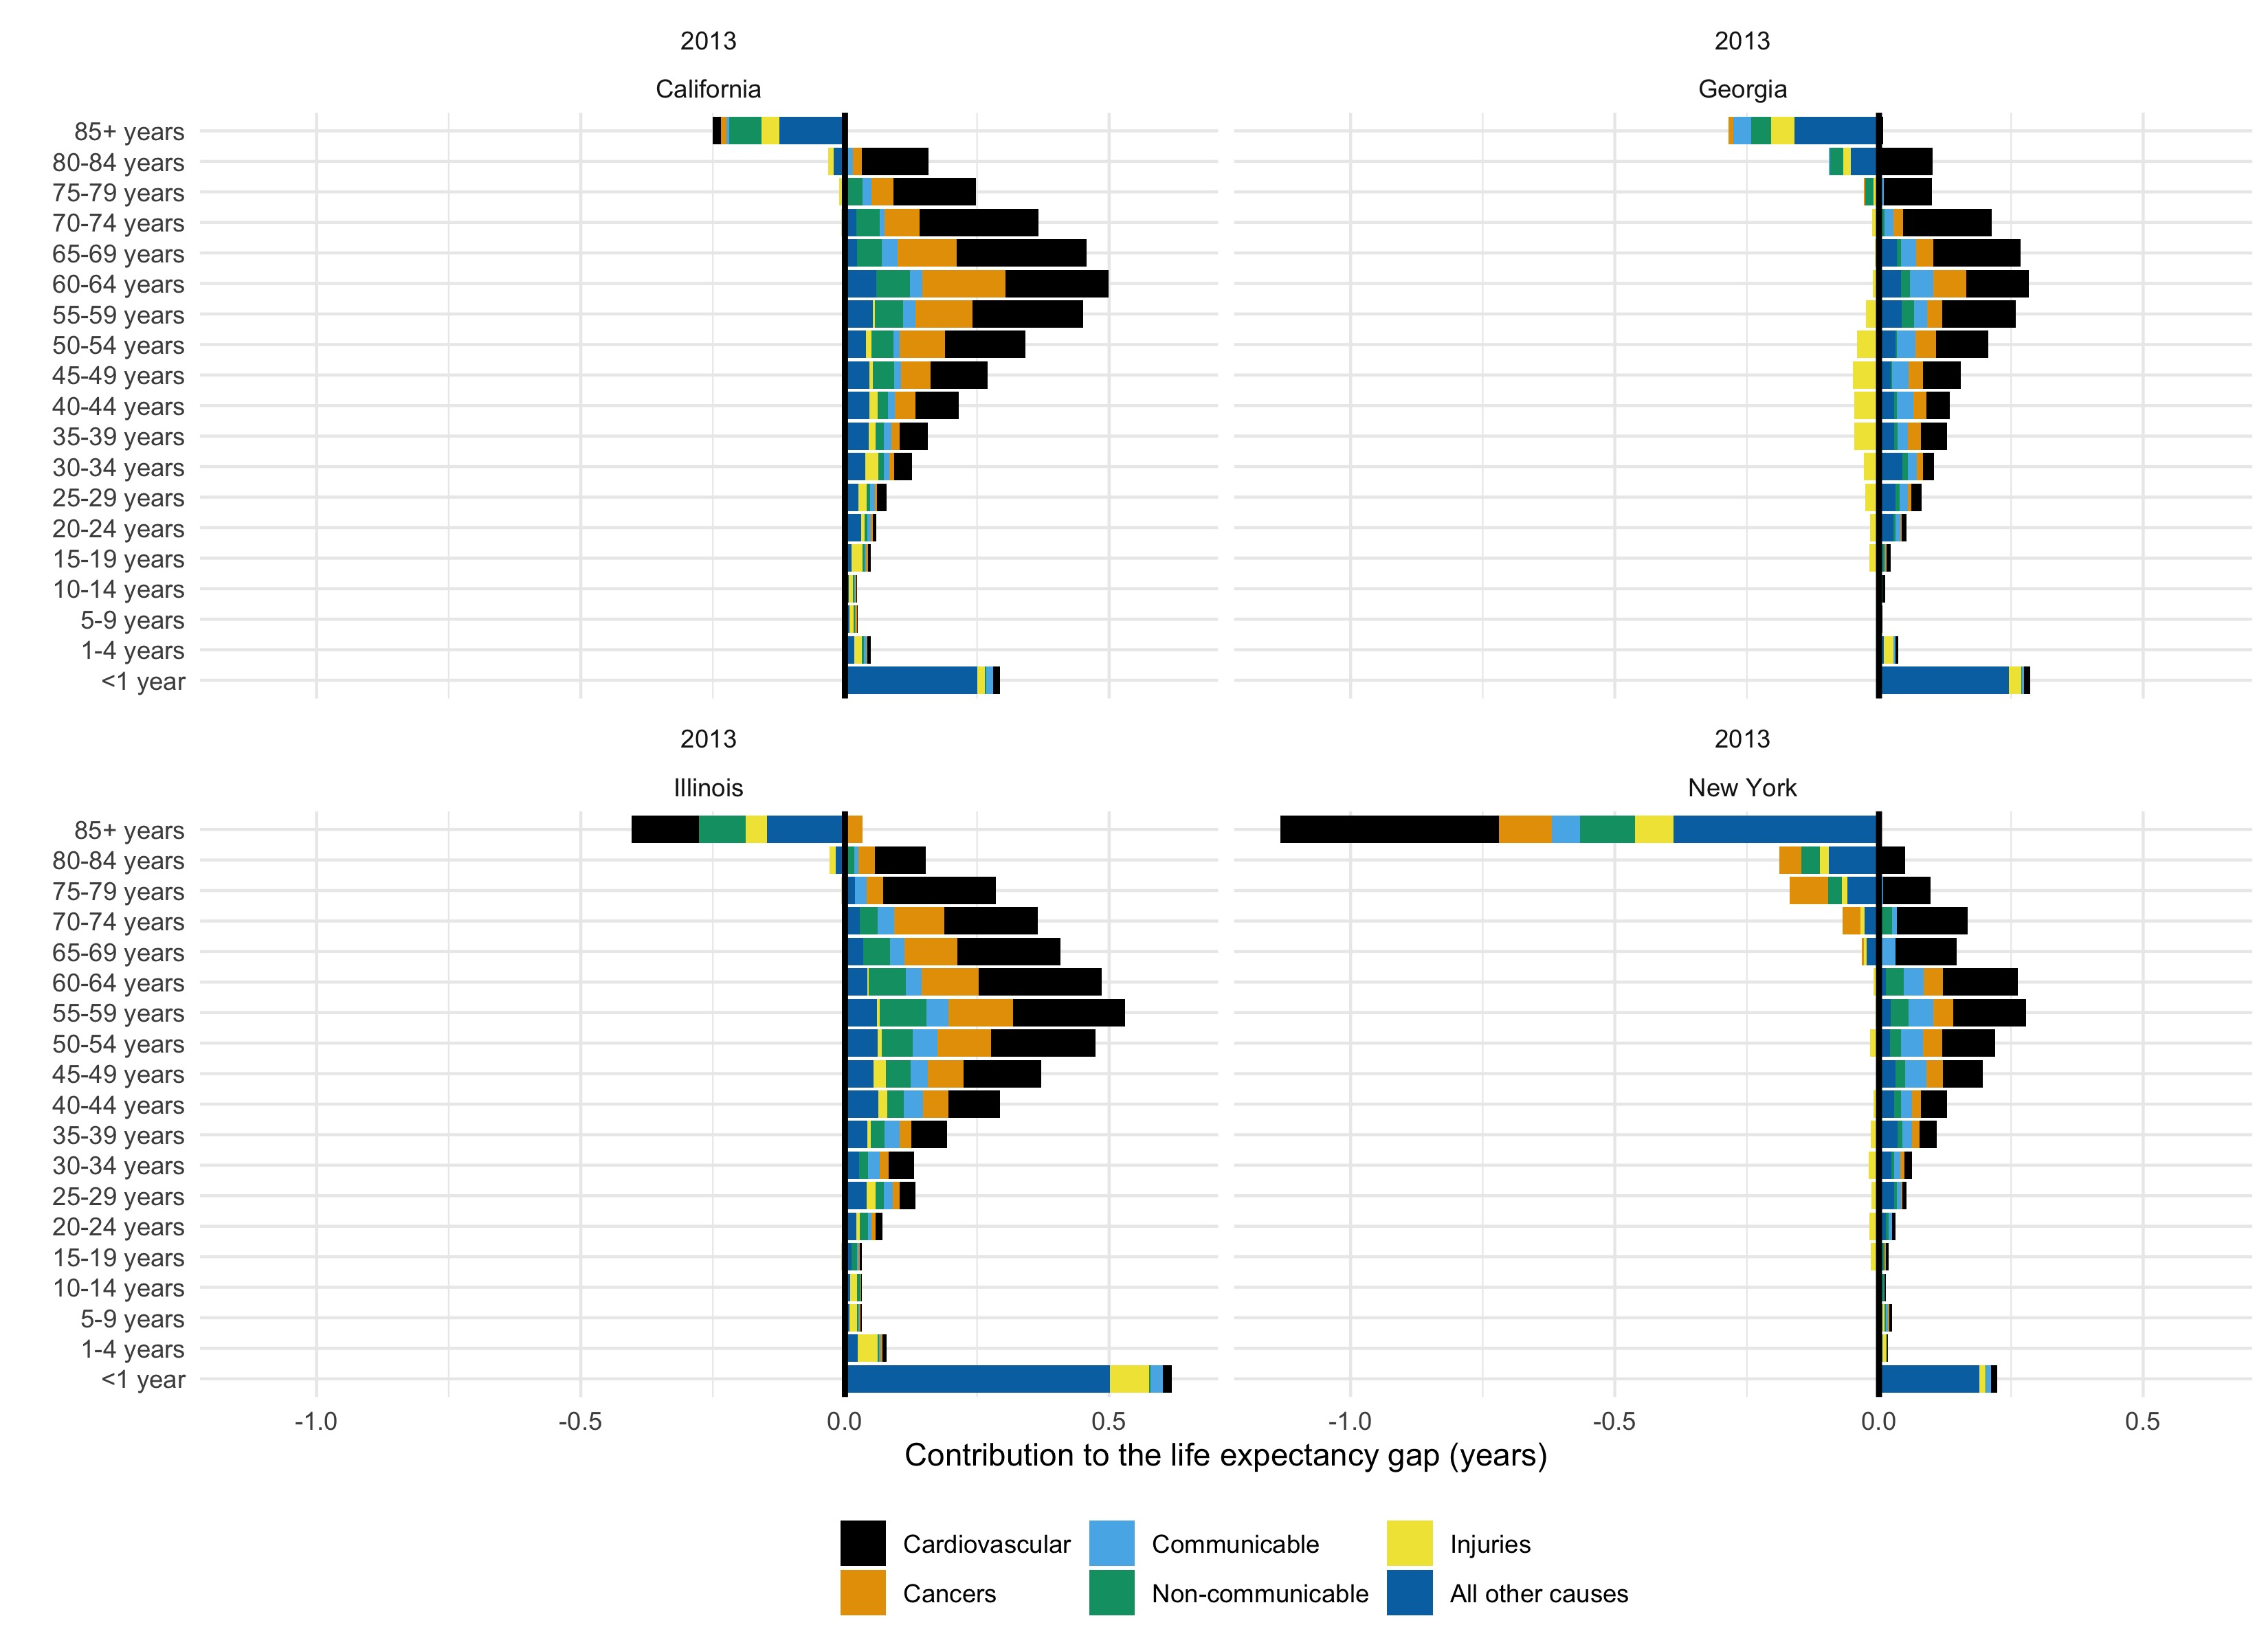 2013 2013
California Georgia
85+ years
80-84 years
75-79 years
70-74 years
65-69 years
60-64 years
55-59 years
50-54 years
45-49 years
40-44 years
35-39 years
30-34 years
25-29 years
20-24 years
15-19 years
10-14 years
5-9 years
1-4 years
<1 year
2013 2013
Illinois New York
85+ years
80-84 years
75-79 years
70-74 years
65-69 years
60-64 years
55-59 years
50-54 years
45-49 years
40-44 years
35-39 years
30-34 years
25-29 years
20-24 years
15-19 years
10-14 years
5-9 years
1-4 years
<1 year
-1.0 -0.5 0.0 0.5 -1.0 -0.5 0.0 0.5
Contribution to the life expectancy gap (years)
Cardiovascular Communicable Injuries
Cancers Non-communicable All other causes